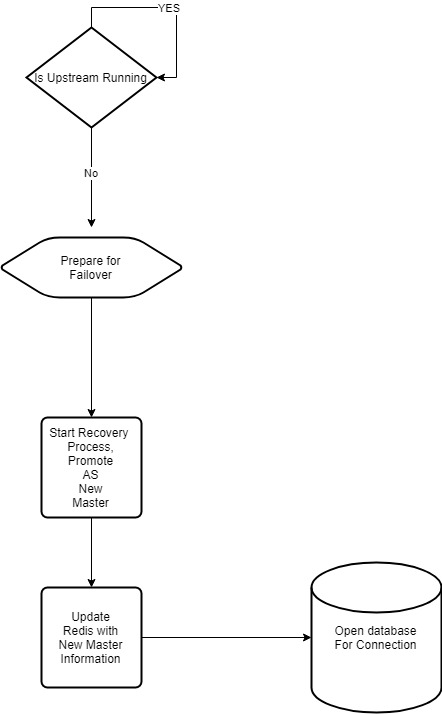 YES
Is Upstream Running
No
Prepare for
Failover
Start Recovery
Process,
Promote
AS
New
Master
Update
Redis with
New Master
Information
Open database
For Connection